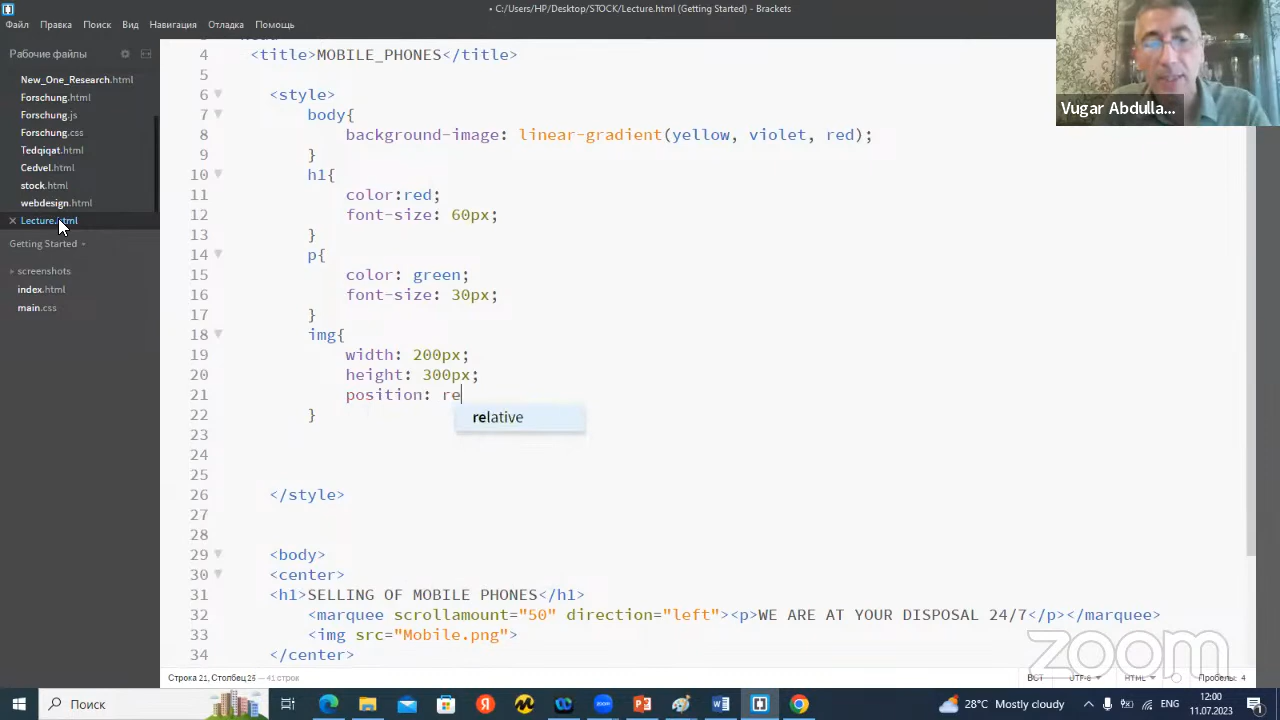 • C:/Users/HP/Desktop/STOCK/Lecture.html (Getting Started) - Brackets
Файл Правка Поиск Вид Навигация Отладка Помощь
Рабочие файлы
New_One_Research.html
Forschung.html
Forschung.js
Forschung.css
Tedqiqat.html
Cedvel.html
stock.html
webdesign.html
Lecture.html
Getting Started
screenshots
index.html
main.css
4 <title>MOBILE_PHONES</title>
5
6 <style>
7 body{
8 background-image: linear-gradient(yellow, violet, red);
9 }
10 h1{
11 color:red;
12 font-size: 60px;
13 }
14 p{
15 color: green;
16 font-size: 30px;
17 }
18 img{
19 width: 200px;
20 height: 300px;
21 position: re
relative
22 }
23
24
25
26 </style>
27
28
29 <body>
30 <center>
31 <h1>SELLING OF MOBILE PHONES</h1>
32 <marquee scrollamount="50" direction="left"><p>WE ARE AT YOUR DISPOSAL 24/7</p></marquee>
33 <img src="Mobile.png">
34 </center>
Vugar Abdulla...
zoom
Строка 21, Столбец 26 — 41 строк
ВСТ UTF-8 HTML Пробелы: 4
Поиск
28°C Mostly cloudy
ENG
12:00
11.07.2023